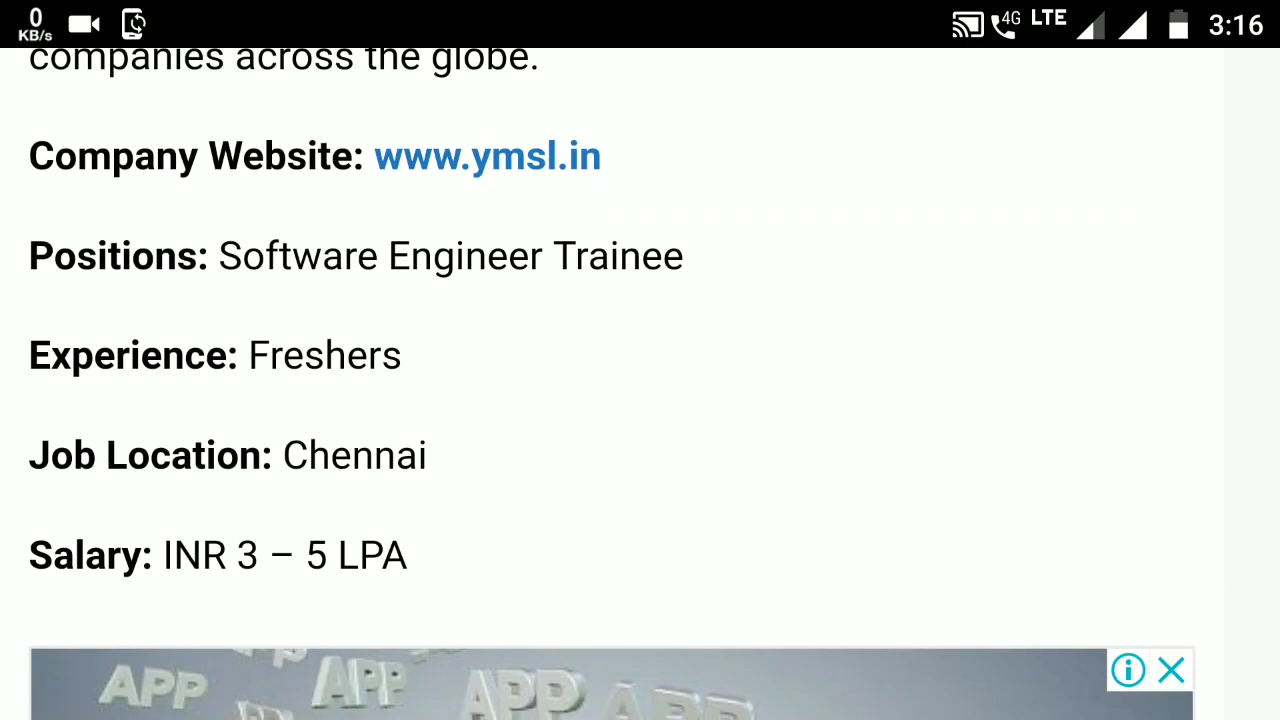 0
KB/s
4G LTE 3:16
companies across the globe.
Company Website: www.ymsl.in
Positions: Software Engineer Trainee
Experience: Freshers
Job Location: Chennai
Salary: INR 3 – 5 LPA
APP APP APP APP